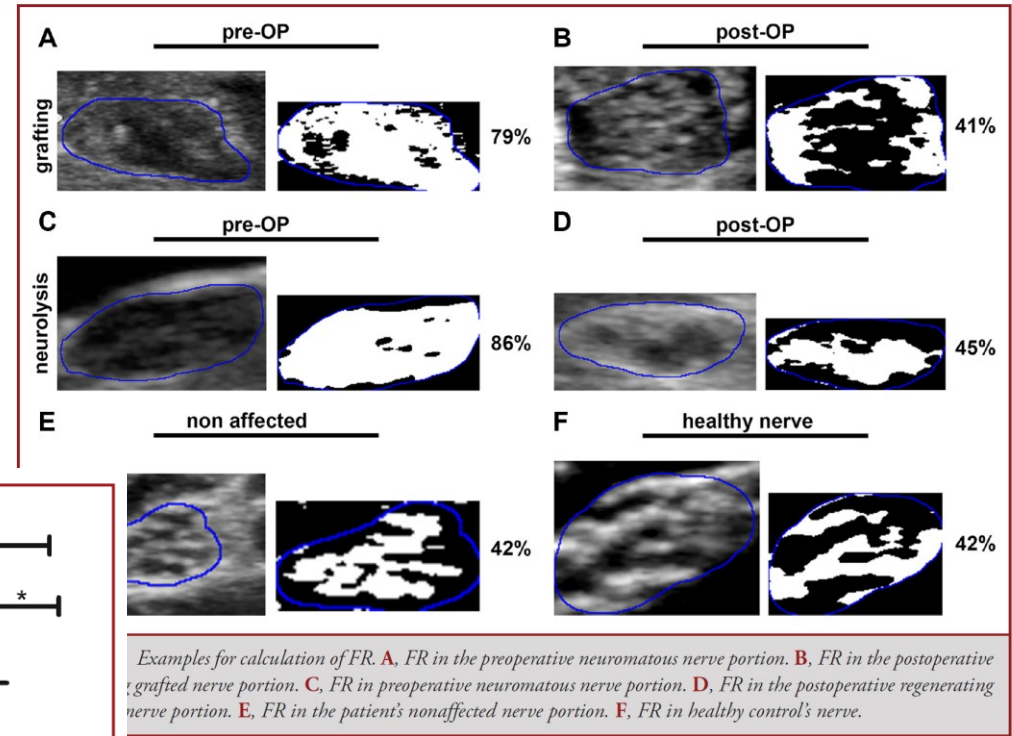 A pre-OP
B post-OP
grafting
79%
41%
C pre-OP
D post-OP
neurolysis
86%
45%
E non affected
F healthy nerve
42%
42%
*
Examples for calculation of FR. A, FR in the preoperative neuromatous nerve portion. B, FR in the postoperative
grafted nerve portion. C, FR in preoperative neuromatous nerve portion. D, FR in the postoperative regenerating
nerve portion. E, FR in the patient's nonaffected nerve portion. F, FR in healthy control's nerve.